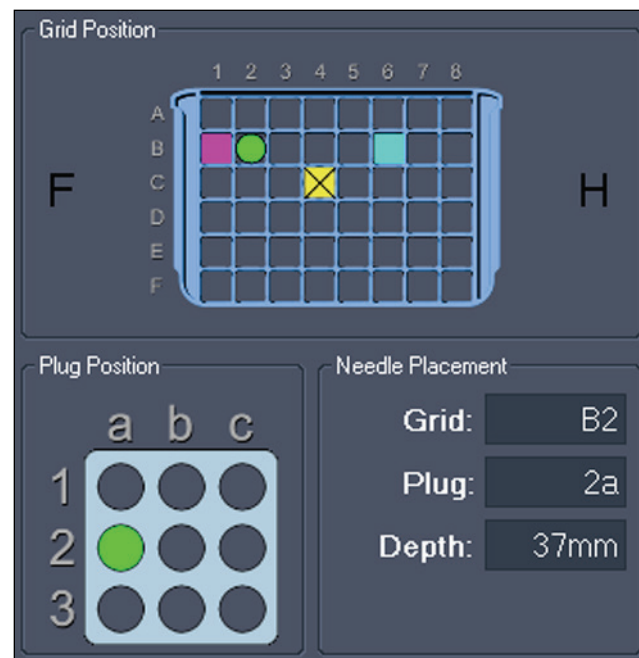 Grid Position
1 2 3 4 5 6 7 8
A
B
C
D
E
F
F
H
Plug Position
a b c
1
2
3
Needle Placement
Grid: B2
Plug: 2a
Depth: 37mm